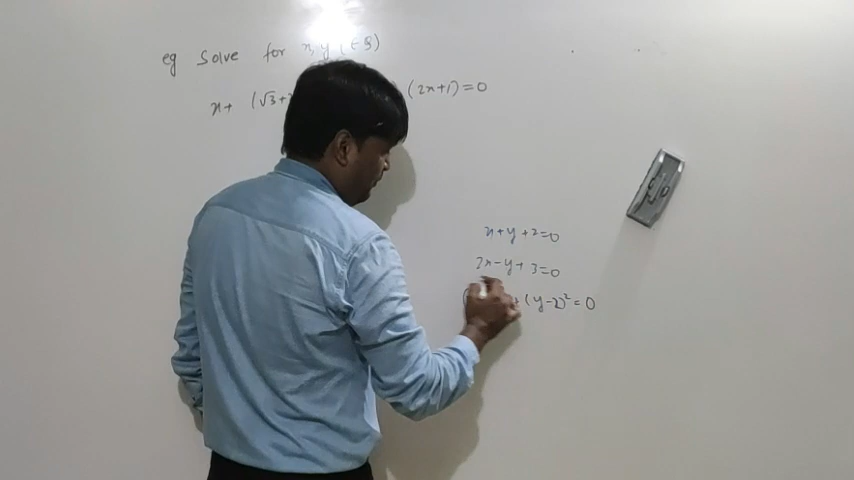 eg Solve for x, y (∈ Q)
x + (√3+ (2x+1) = 0
x+y+2=0
2x-y+3=0
( + (y-2)² = 0